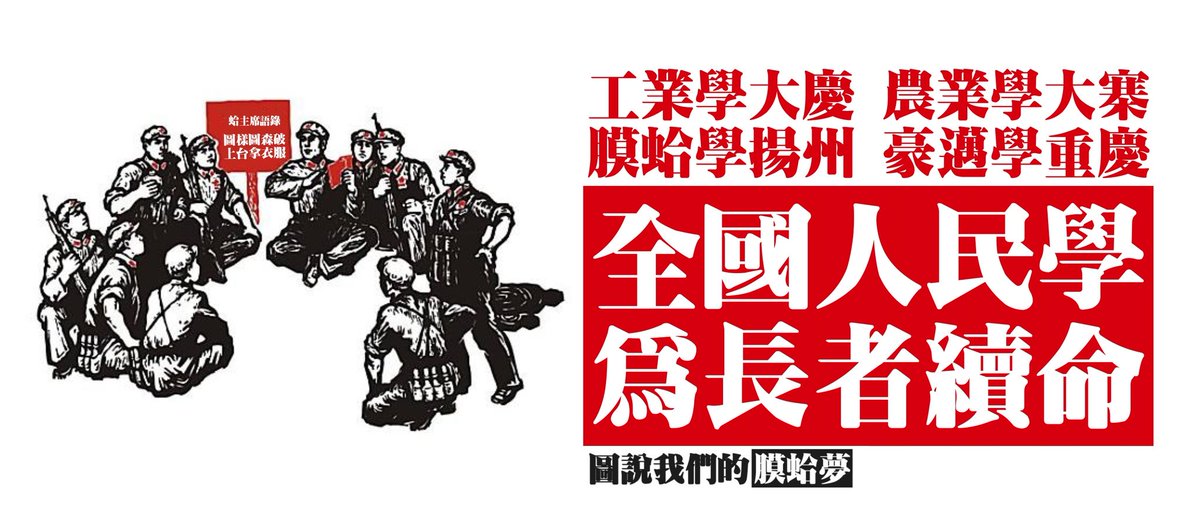 蛤主席語錄
圖樣圖森破
上台拿衣服
工業學大慶 農業學大寨
膜蛤學揚州 豪邁學重慶
全國人民學
為長者續命
圖說我們的膜蛤夢